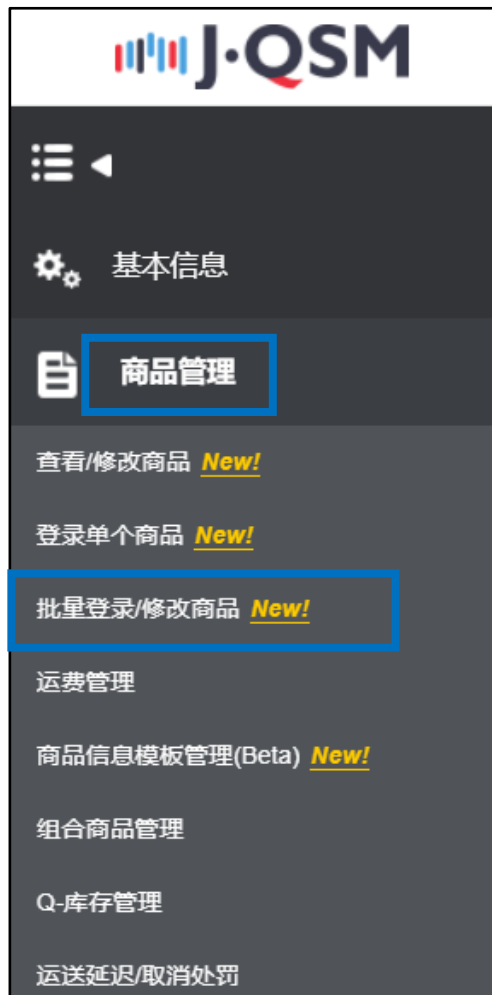 J·QSM
基本信息
商品管理
查看/修改商品 New!
登录单个商品 New!
批量登录/修改商品 New!
运费管理
商品信息模板管理(Beta) New!
组合商品管理
Q-库存管理
运送延迟/取消处罚